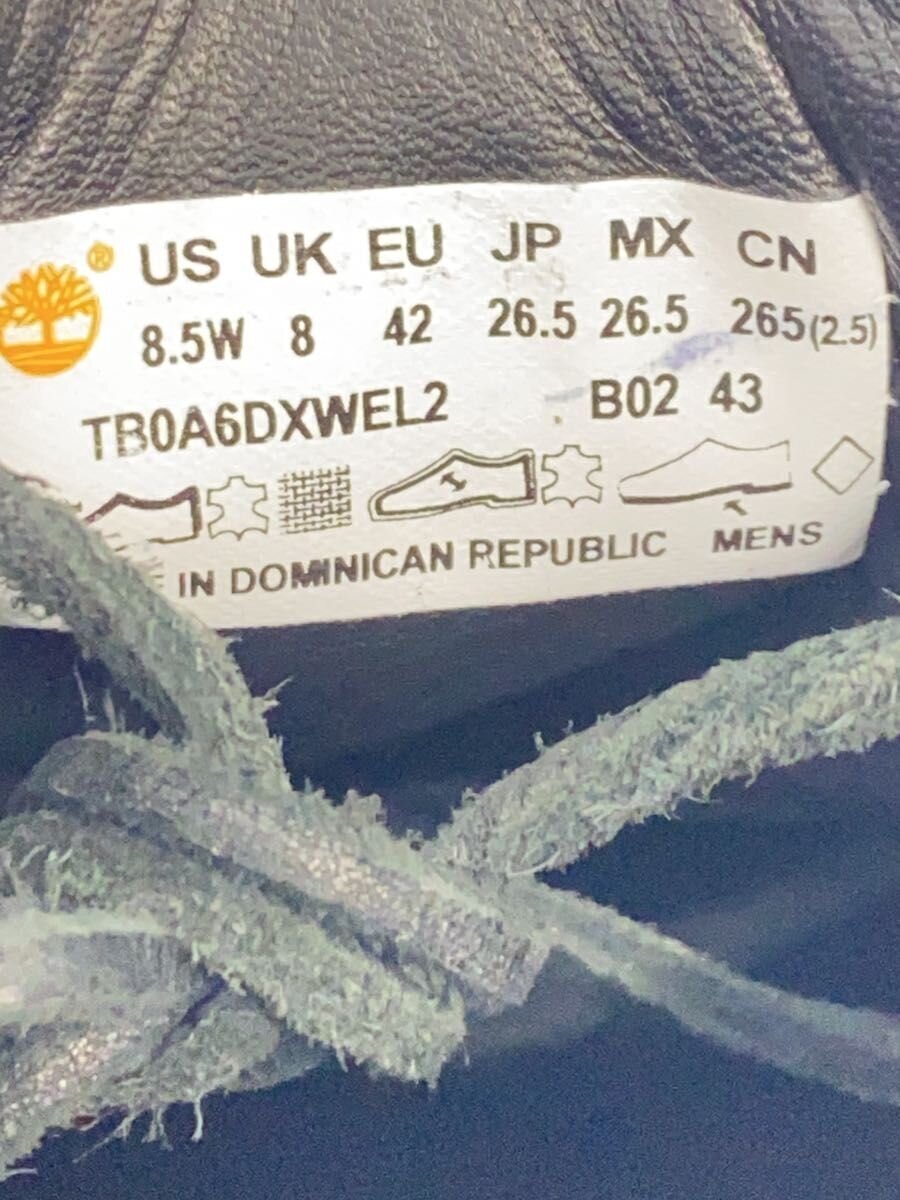 ® US UK EU JP MX CN
8.5W 8 42 26.5 26.5 265(2.5)
TB0A6DXWEL2 B02 43
IN DOMINICAN REPUBLIC MENS